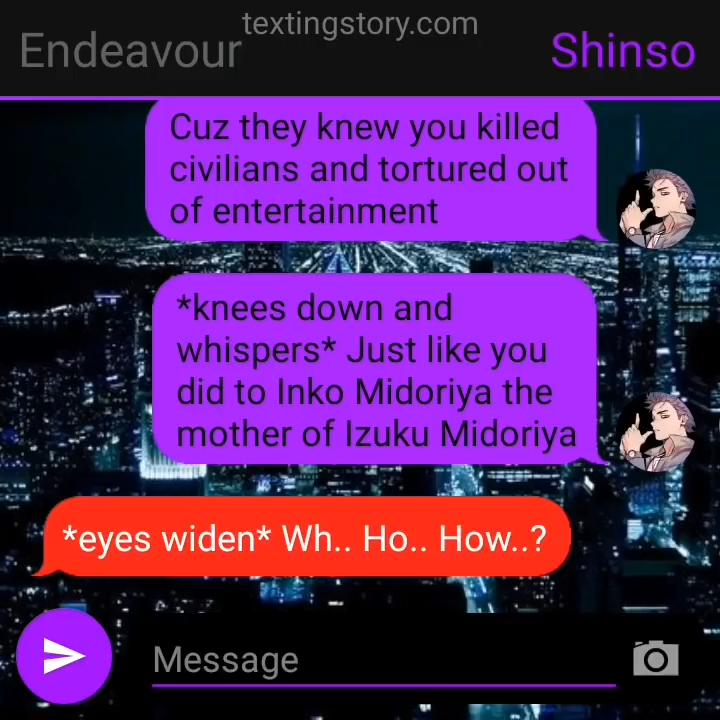 textingstory.com
Endeavour
Shinso
Cuz they knew you killed
civilians and tortured out
of entertainment
*knees down and
whispers* Just like you
did to Inko Midoriya the
mother of Izuku Midoriya
*eyes widen* Wh.. Ho.. How..?
Message